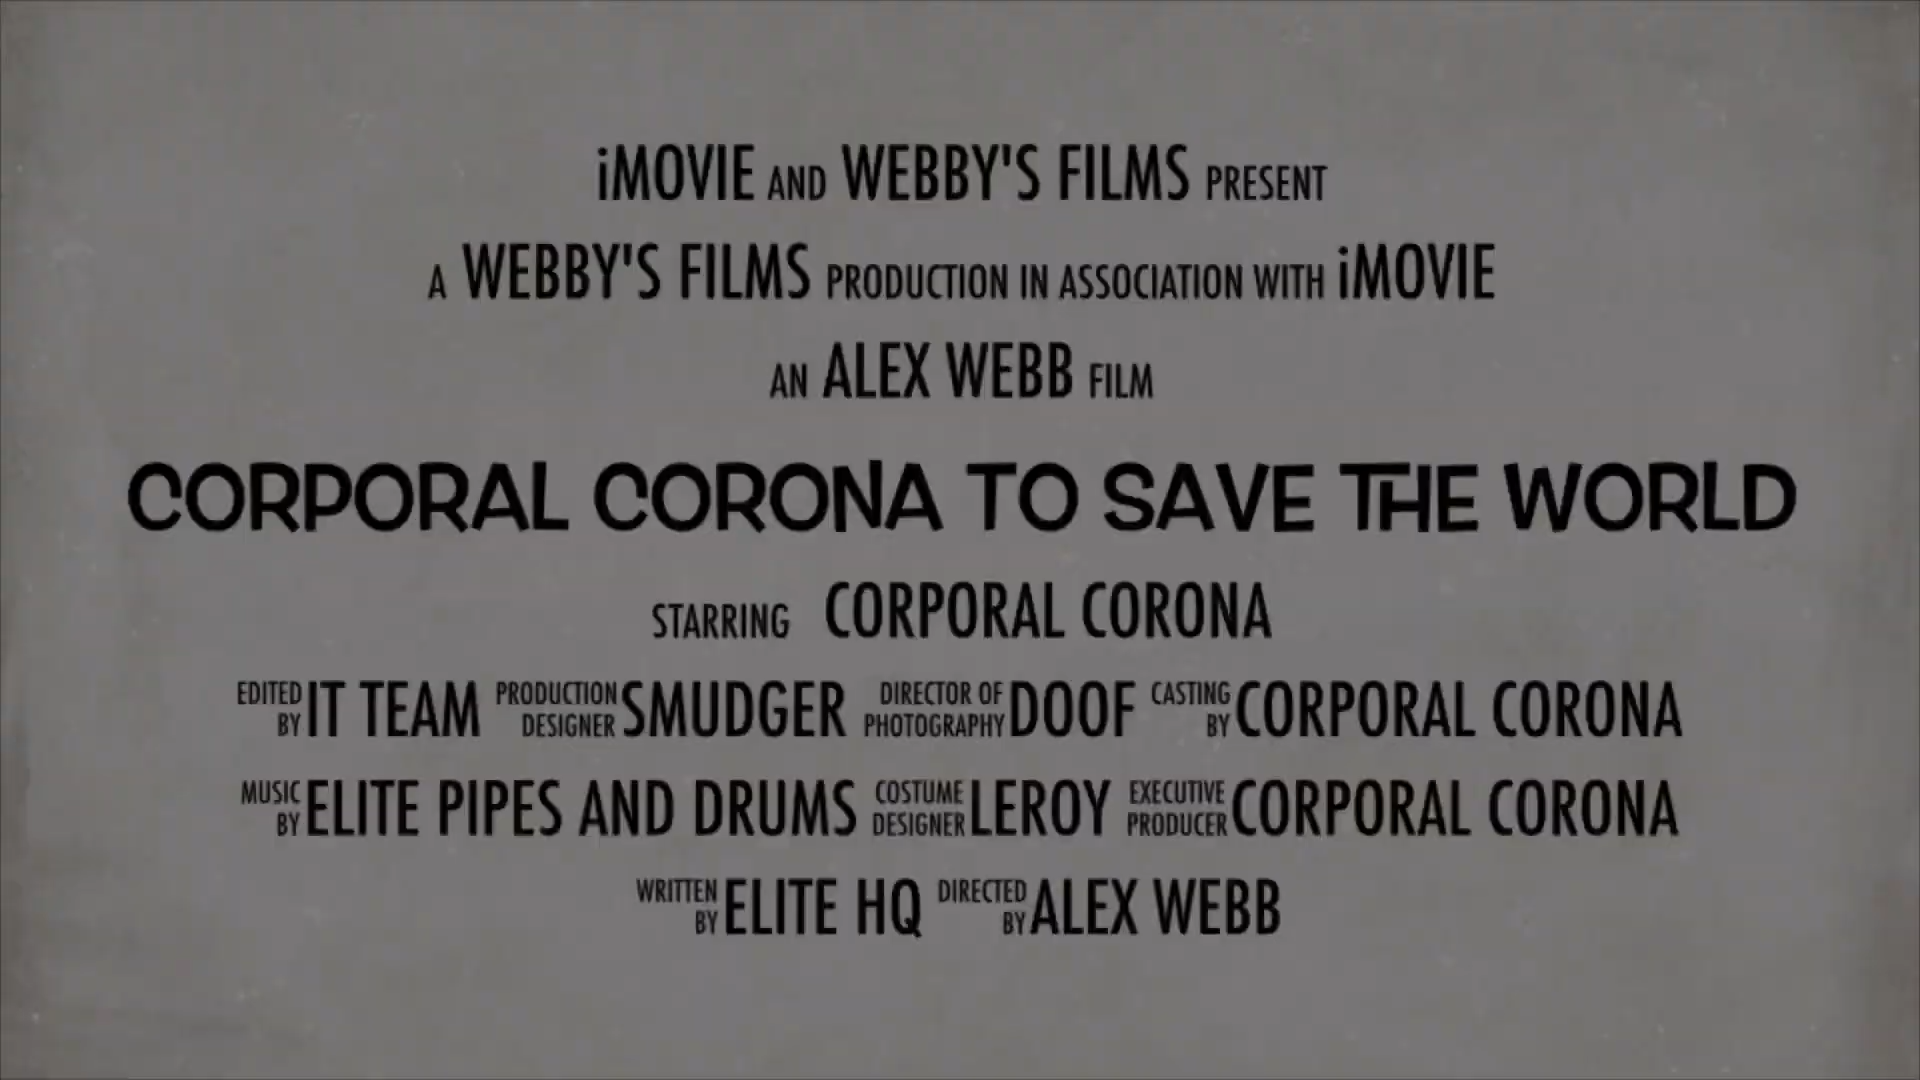 iMOVIE AND WEBBY'S FILMS PRESENT
A WEBBY'S FILMS PRODUCTION IN ASSOCIATION WITH iMOVIE
AN ALEX WEBB FILM
CORPORAL CORONA TO SAVE THE WORLD
STARRING CORPORAL CORONA
EDITED BY IT TEAM PRODUCTION DESIGNER SMUDGER DIRECTOR OF PHOTOGRAPHY DOOF CASTING BY CORPORAL CORONA
MUSIC BY ELITE PIPES AND DRUMS COSTUME DESIGNER LEROY EXECUTIVE PRODUCER CORPORAL CORONA
WRITTEN BY ELITE HQ DIRECTED BY ALEX WEBB